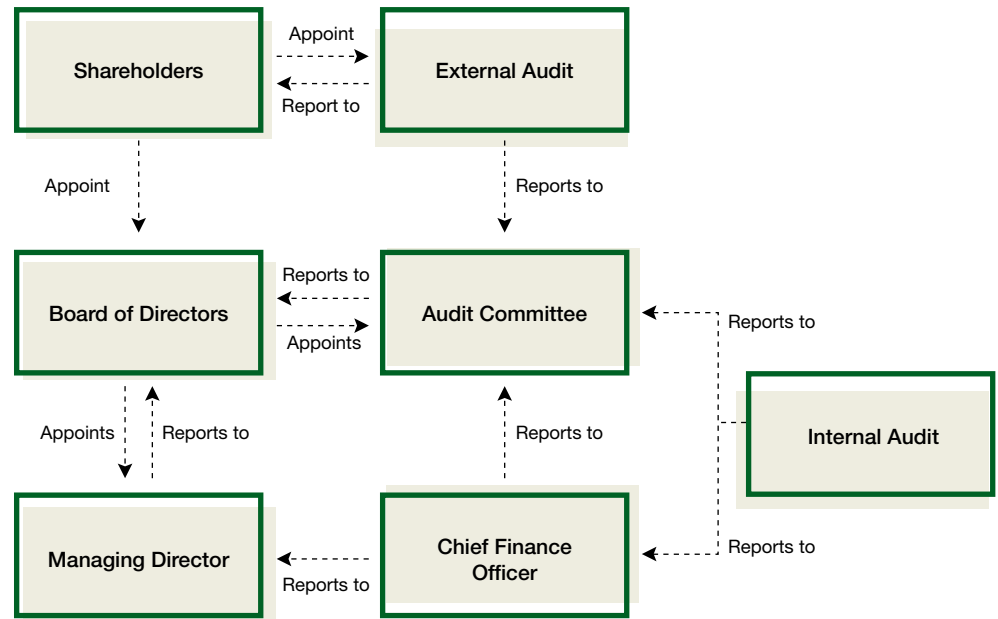 Appoint
Shareholders
External Audit
Report to
Appoint
Reports to
Reports to
Board of Directors
Audit Committee
Appoints
Reports to
Appoints
Reports to
Reports to
Internal Audit
Managing Director
Chief Finance
Officer
Reports to
Reports to